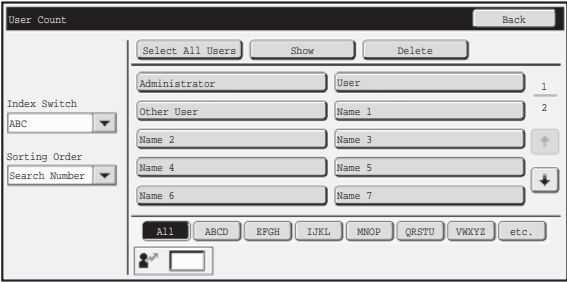 User Count
Back
Select All Users
Show
Delete
Administrator
User
1
2
Other User
Name 1
Index Switch
ABC
Name 2
Name 3
Sorting Order
Search Number
Name 4
Name 5
Name 6
Name 7
All
ABCD
EFGH
IJKL
MNOP
QRSTU
VWXYZ
etc.